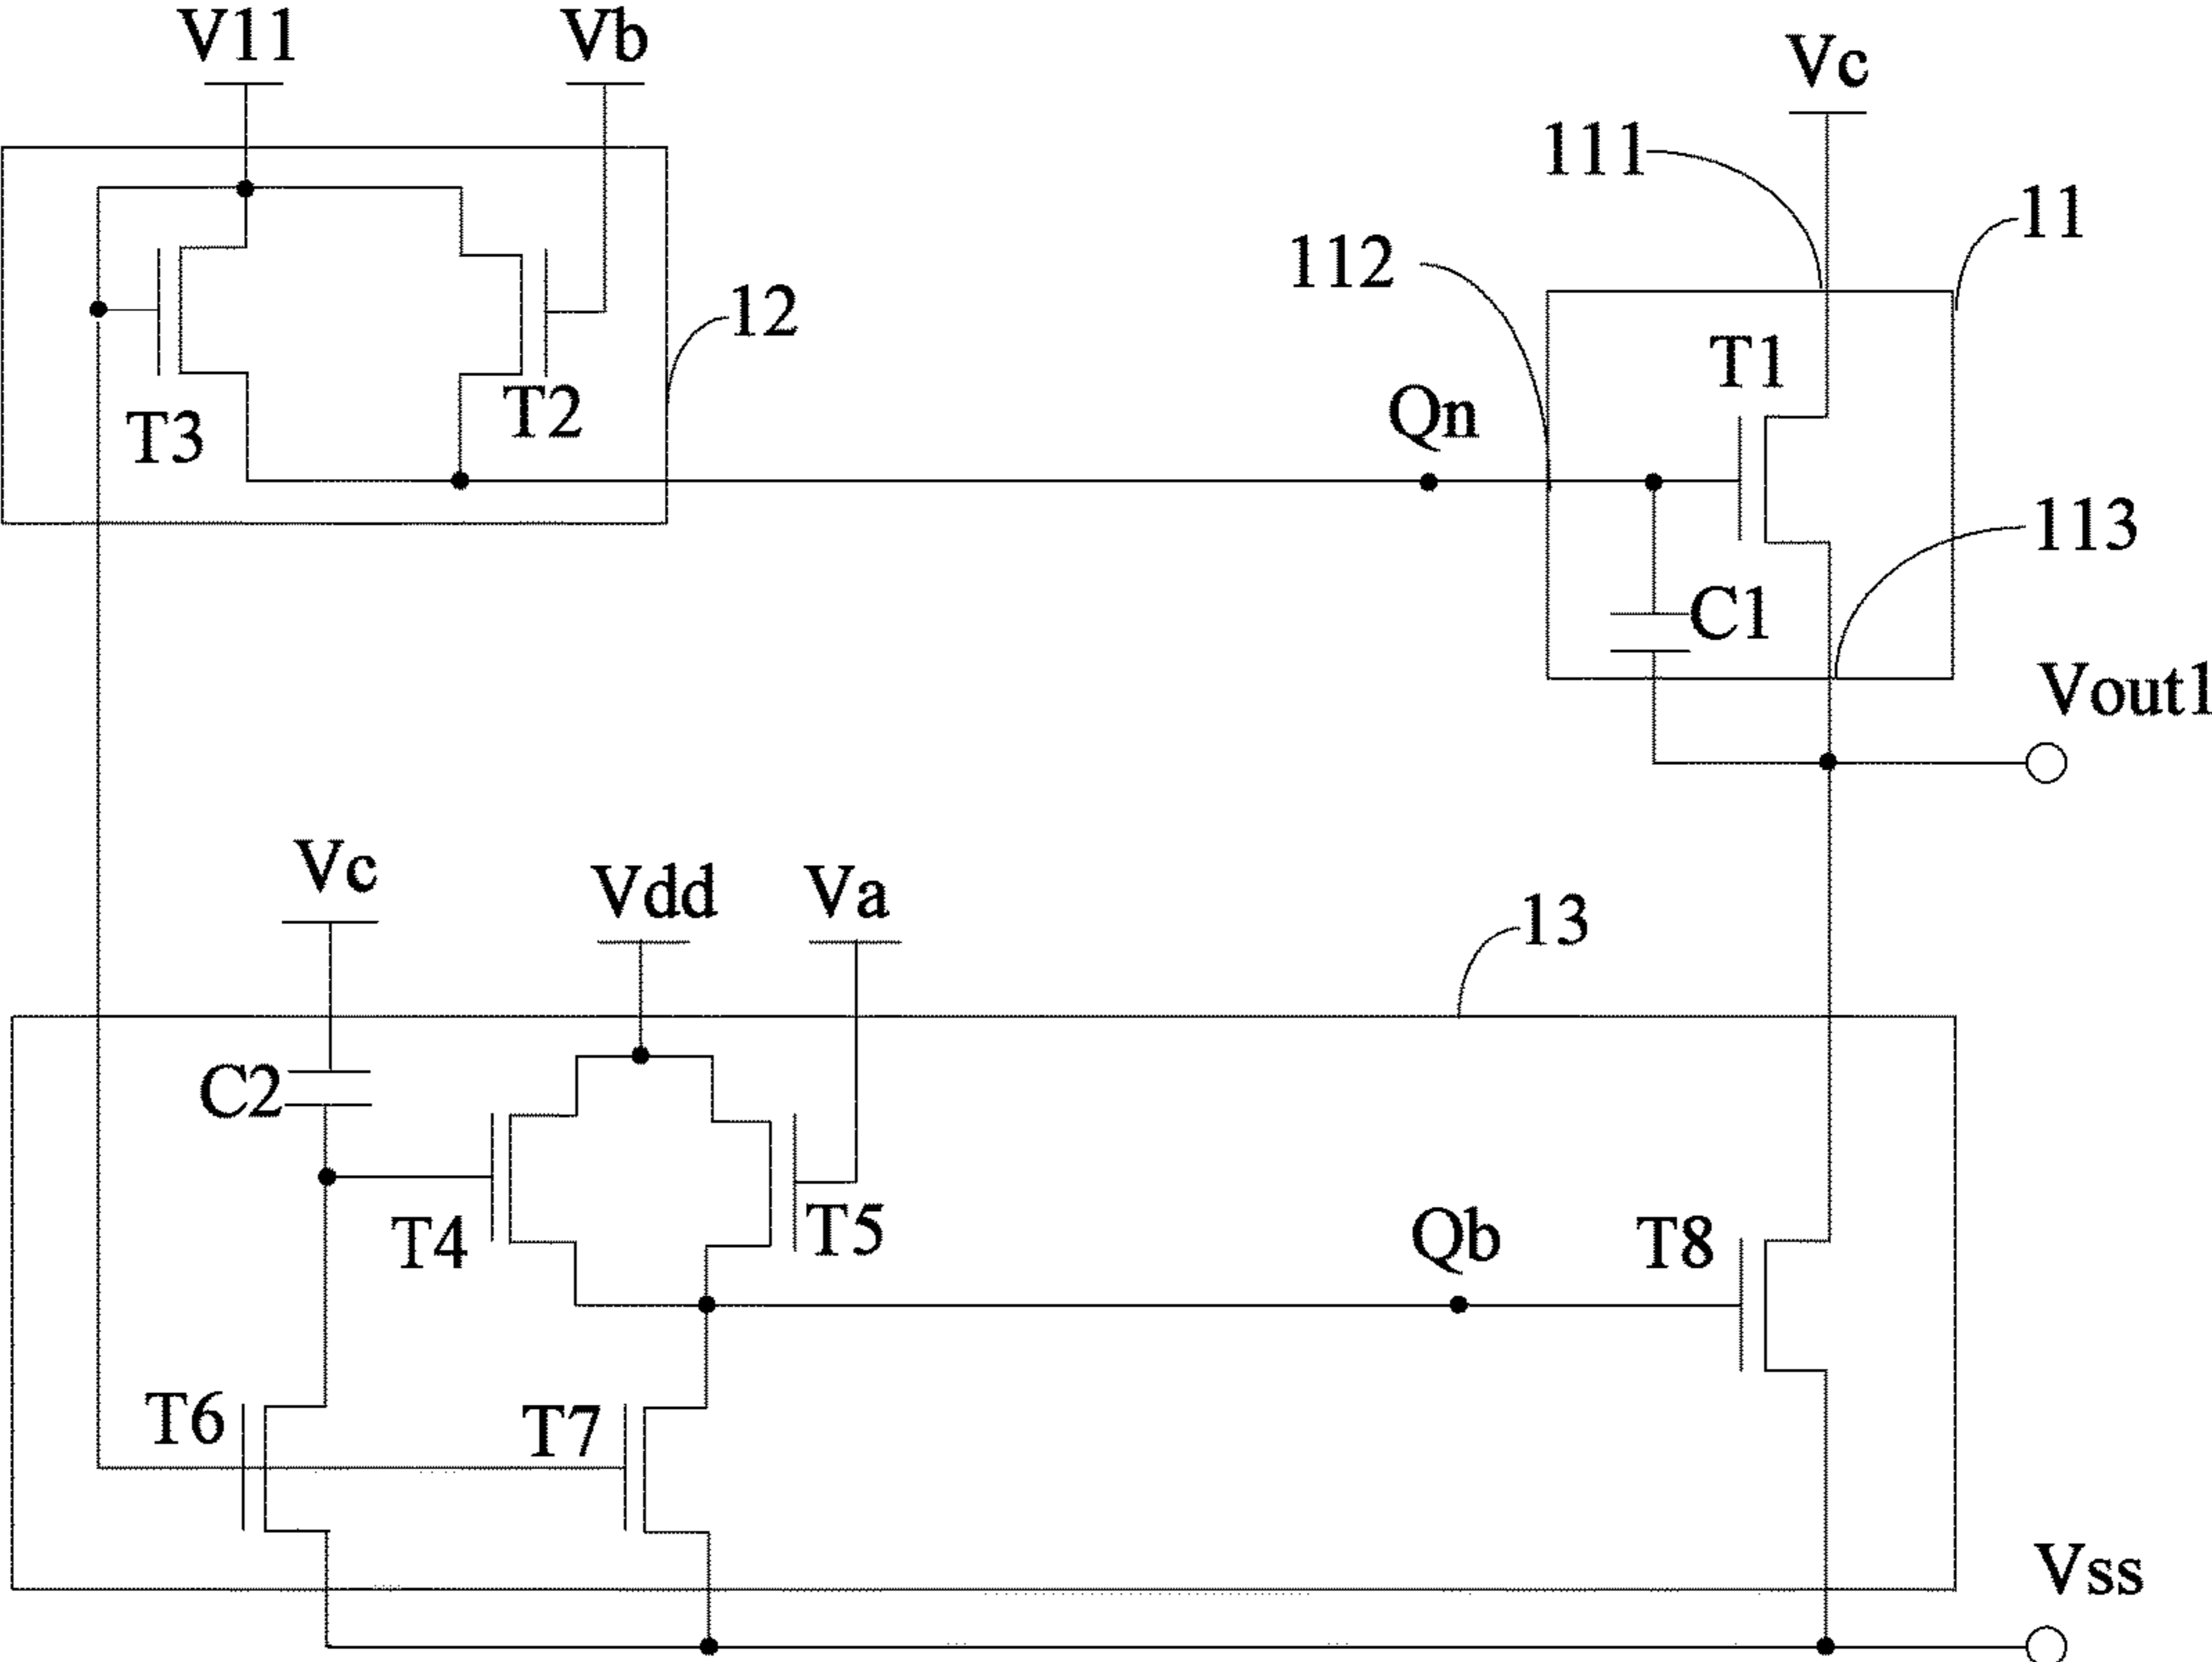 V11
Vb
Vc
111
11
112
12
T1
Qn
T2
T3
113
C1
Vout1
Vc
Vdd
Va
13
C2
T4
T5
Qb
T8
T6
T7
Vss